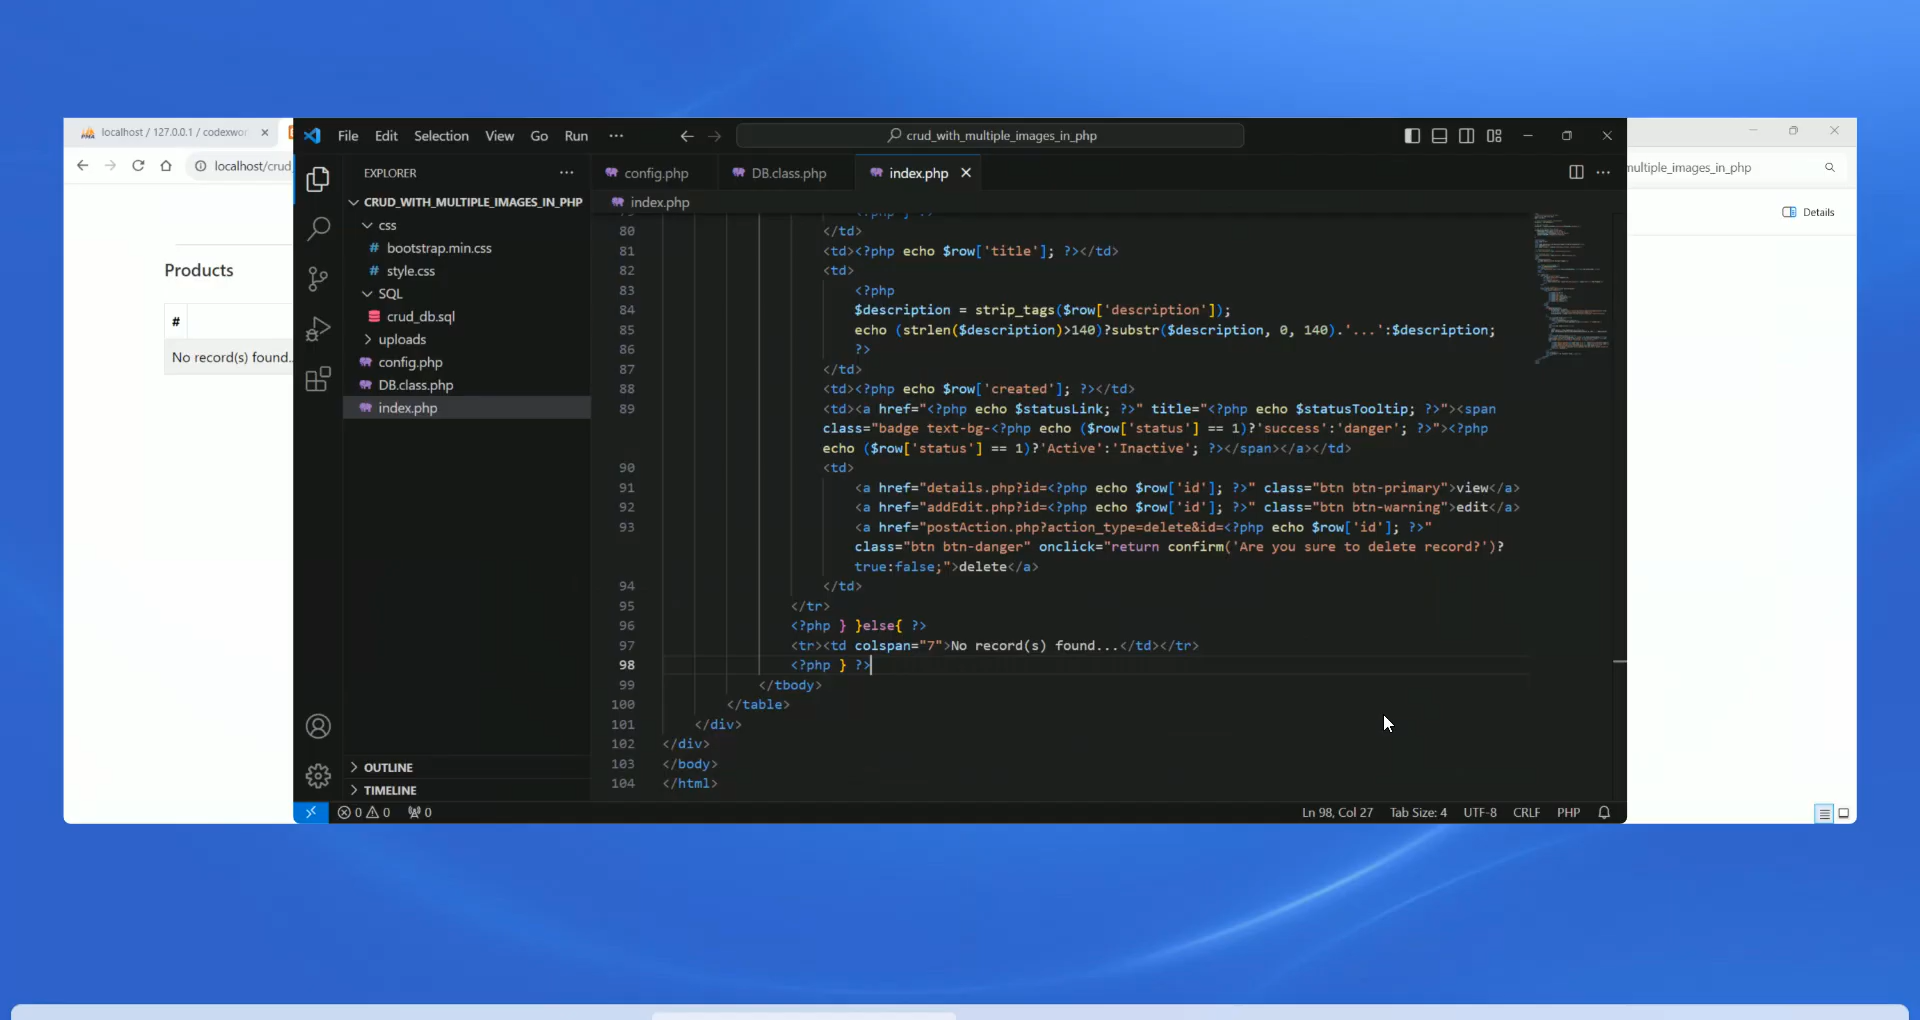 localhost / 127.0.0.1 / codexwor
localhost/crud_
Products
#
No record(s) found..
File Edit Selection View Go Run ···
crud_with_multiple_images_in_php
EXPLORER
CRUD_WITH_MULTIPLE_IMAGES_IN_PHP
css
# bootstrap.min.css
# style.css
SQL
crud_db.sql
uploads
config.php
DB.class.php
index.php
OUTLINE
TIMELINE
config.php DB.class.php index.php
index.php
80 </td>
81 <td><?php echo $row['title']; ?></td>
82 <td>
83 <?php
84 $description = strip_tags($row['description']);
85 echo (strlen($description)>140)?substr($description, 0, 140).'...':$description;
86 ?>
87 </td>
88 <td><?php echo $row['created']; ?></td>
89 <td><a href="<?php echo $statusLink; ?>" title="<?php echo $statusTooltip; ?>"><span
class="badge text-bg-<?php echo ($row['status'] == 1)?'success':'danger'; ?>"><?php
echo ($row['status'] == 1)?'Active':'Inactive'; ?></span></a></td>
90 <td>
91 <a href="details.php?id=<?php echo $row['id']; ?>" class="btn btn-primary">view</a>
92 <a href="addEdit.php?id=<?php echo $row['id']; ?>" class="btn btn-warning">edit</a>
93 <a href="postAction.php?action_type=delete&id=<?php echo $row['id']; ?>"
class="btn btn-danger" onclick="return confirm('Are you sure to delete record?')?
true:false;">delete</a>
94 </td>
95 </tr>
96 <?php } }else{ ?>
97 <tr><td colspan="7">No record(s) found...</td></tr>
98 <?php } ?>
99 </tbody>
100 </table>
101 </div>
102 </div>
103 </body>
104 </html>
0 0 0
Ln 98, Col 27 Tab Size: 4 UTF-8 CRLF PHP
multiple_images_in_php
Details